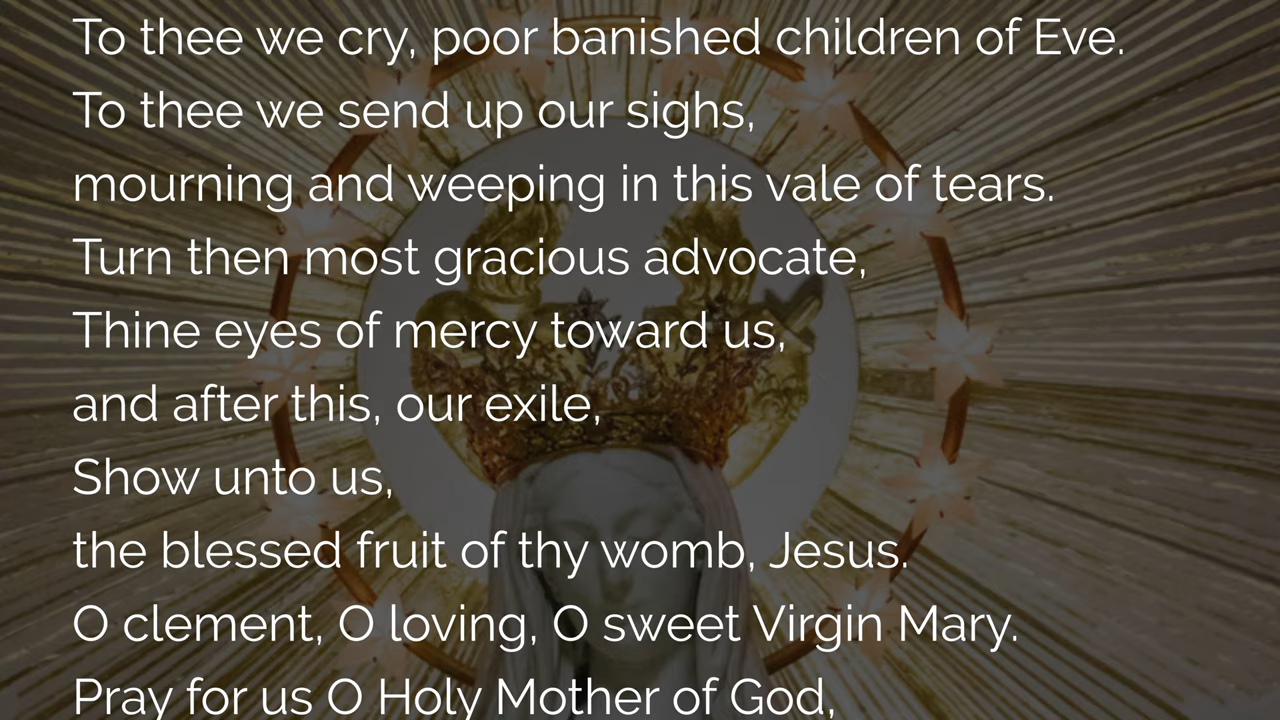 To thee we cry, poor banished children of Eve.
To thee we send up our sighs,
mourning and weeping in this vale of tears.
Turn then most gracious advocate,
Thine eyes of mercy toward us,
and after this, our exile,
Show unto us,
the blessed fruit of thy womb, Jesus.
O clement, O loving, O sweet Virgin Mary.
Pray for us O Holy Mother of God,